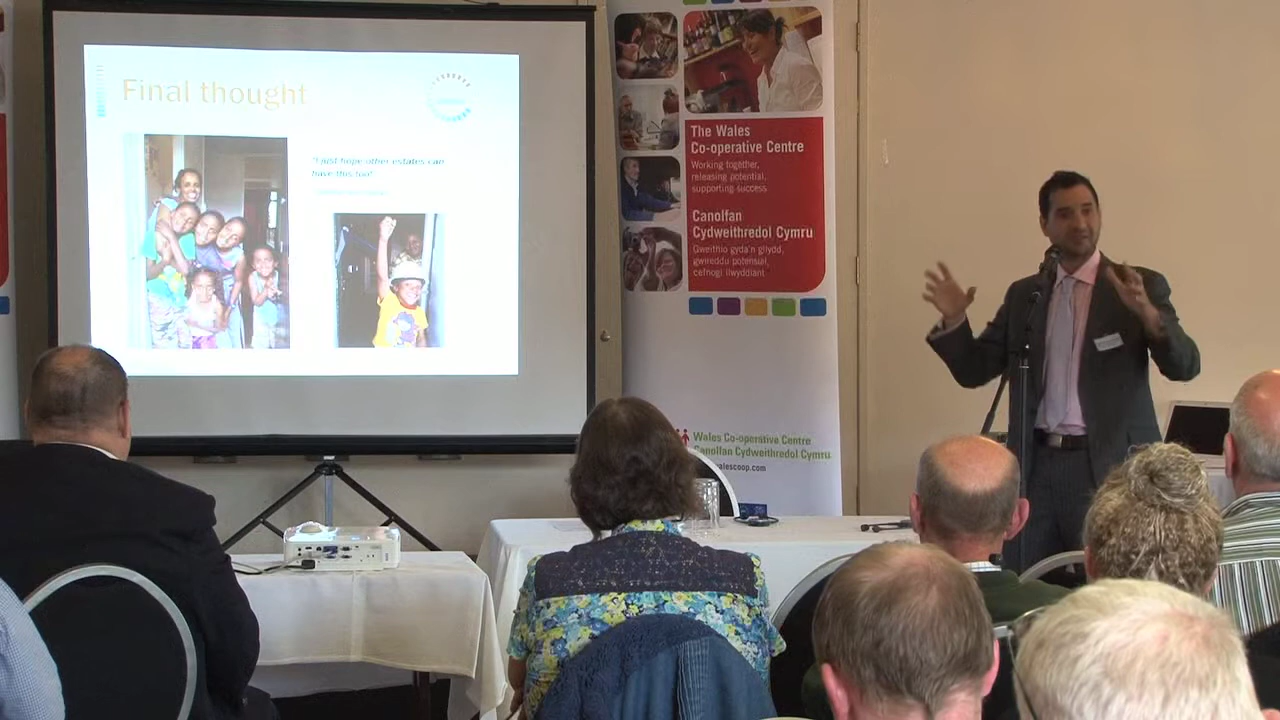 Final thought
"I just hope other estates can
have this too!"
The Wales
Co-operative Centre
Working together,
releasing potential,
supporting success
Canolfan
Cydweithredol Cymru
Gweithio gyda'n gilydd,
gwireddu potensial,
cefnogi llwyddiant
Wales Co-operative Centre
Canolfan Cydweithredol Cymru